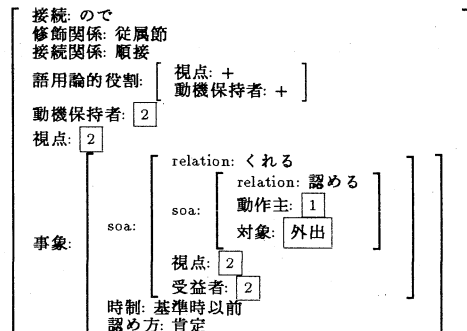 接続: ので
修飾関係: 従属節
接続関係: 順接
語用論的役割: 視点: +
動機保持者: +
動機保持者: 2
視点: 2
事象: soa: relation: くれる
soa: relation: 認める
動作主: 1
対象: 外出
視点: 2
受益者: 2
時制: 基準時以前
認め方: 肯定